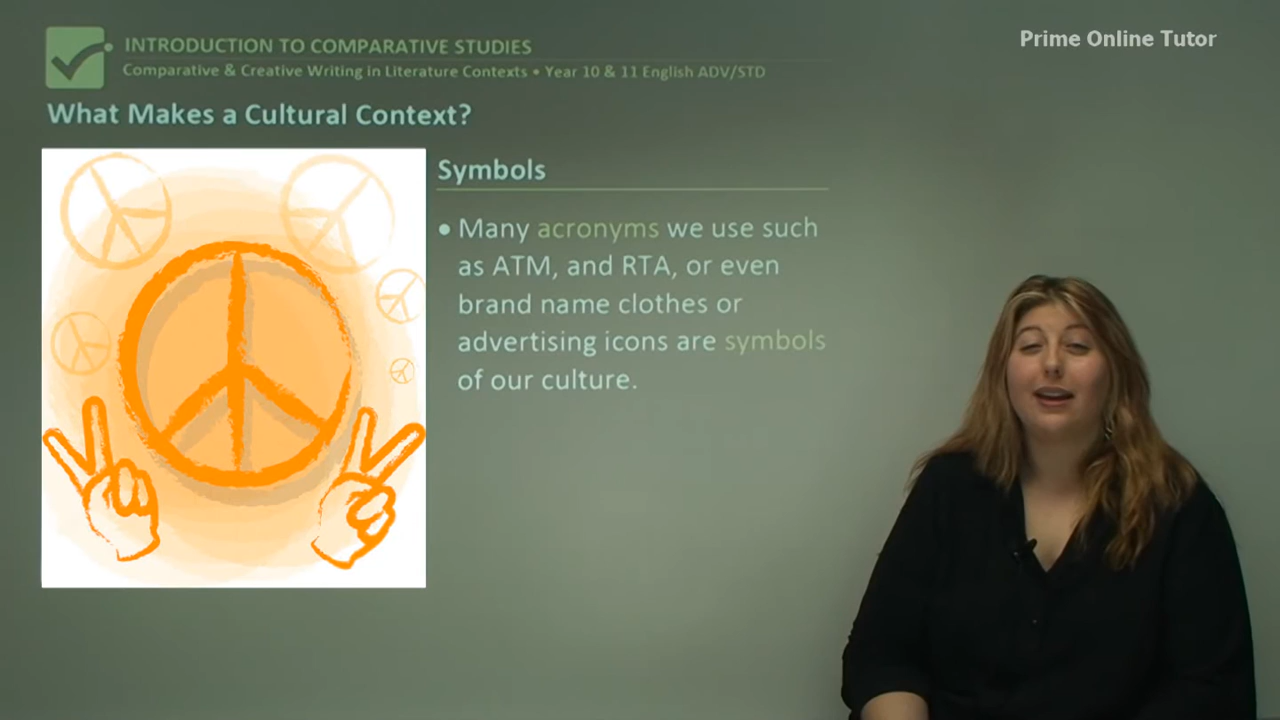 INTRODUCTION TO COMPARATIVE STUDIES
Prime Online Tutor
Comparative & Creative Writing in Literature Contexts • Year 10 & 11 English ADV/STD
What Makes a Cultural Context?
Symbols
• Many acronyms we use such
as ATM, and RTA, or even
brand name clothes or
advertising icons are symbols
of our culture.